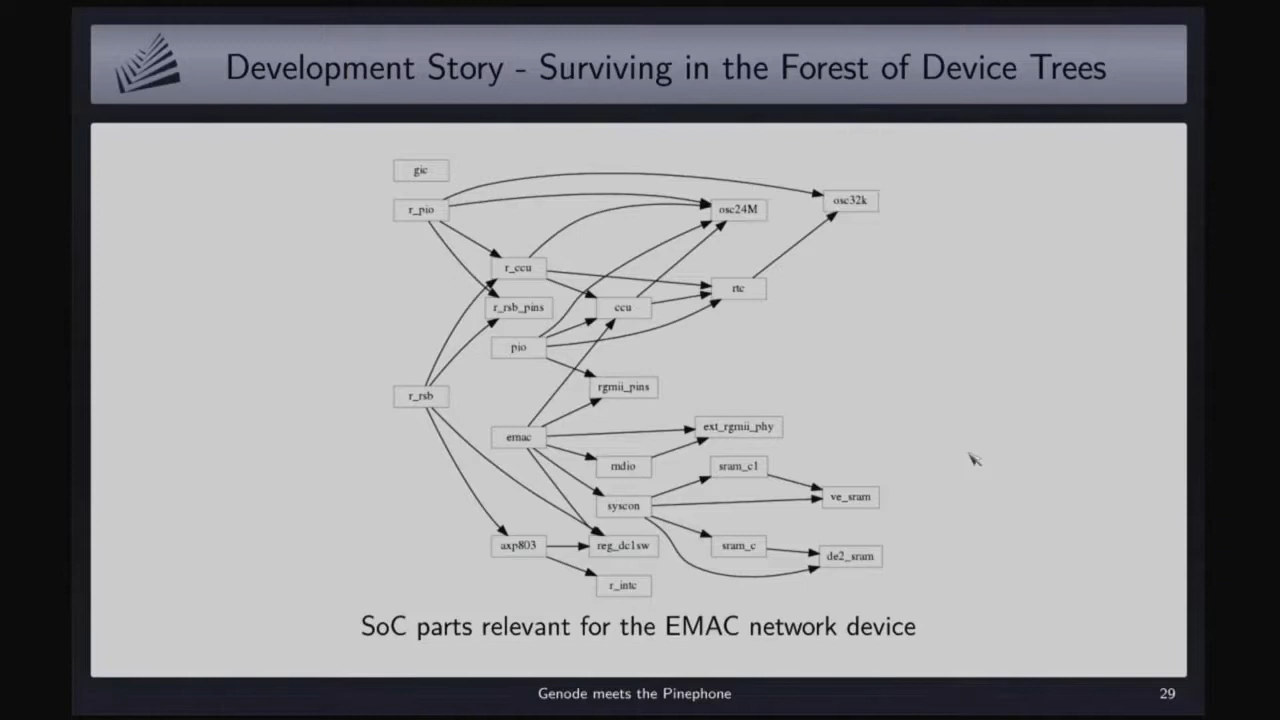 Development Story - Surviving in the Forest of Device Trees
gic
r_pio
osc24M
osc32k
r_ccu
r_rsb_pins
ccu
rtc
pio
rgmii_pins
r_rsb
emac
ext_rgmii_phy
mdio
sram_c1
syscon
ve_sram
axp803
reg_dc1sw
sram_c
de2_sram
r_intc
SoC parts relevant for the EMAC network device
Genode meets the Pinephone
29